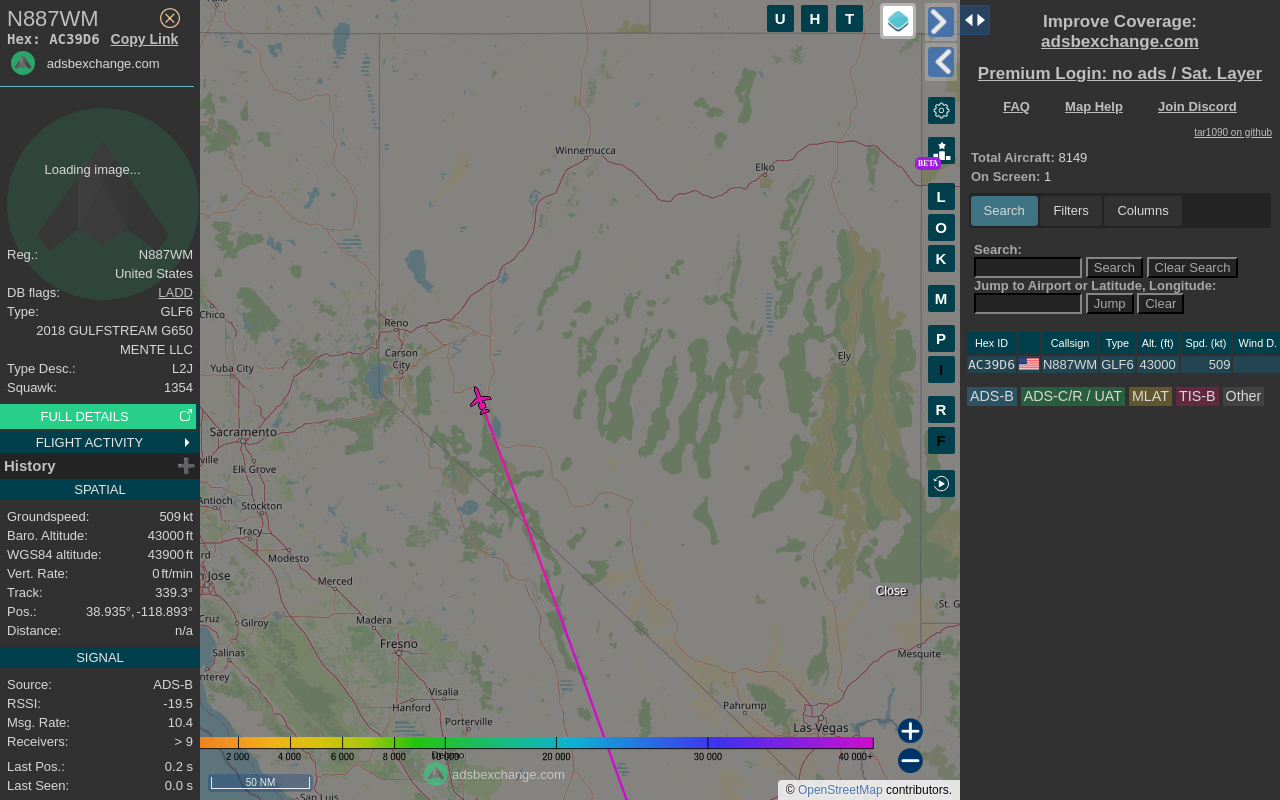 N887WM
Hex: AC39D6 Copy Link
adsbexchange.com
Loading image...
Reg.: N887WM
United States
DB flags: LADD
Type: GLF6
2018 GULFSTREAM G650
MENTE LLC
Type Desc.: L2J
Squawk: 1354
FULL DETAILS
FLIGHT ACTIVITY
History
SPATIAL
Groundspeed: 509 kt
Baro. Altitude: 43000 ft
WGS84 altitude: 43900 ft
Vert. Rate: 0 ft/min
Track: 339.3°
Pos.: 38.935°, -118.893°
Distance: n/a
SIGNAL
Source: ADS-B
RSSI: -19.5
Msg. Rate: 10.4
Receivers: > 9
Last Pos.: 0.2 s
Last Seen: 0.0 s
U H T
BETA
L
O
K
M
P
I
R
F
Winnemucca
Elko
Chico
Reno
Carson
City
Yuba City
Ely
Sacramento
ville
Elk Grove
Antioch
Stockton
Tracy
rd
Modesto
n Jose
Merced
Close
St. G
Cruz
Gilroy
Madera
Fresno
Salinas
Mesquite
nterey
Visalia
Hanford
Pahrump
Porterville
Las Vegas
Delano
2 000 4 000 6 000 8 000 10 000 20 000 30 000 40 000+
adsbexchange.com
50 NM
San Luis
© OpenStreetMap contributors.
Improve Coverage:
adsbexchange.com
Premium Login: no ads / Sat. Layer
FAQ Map Help Join Discord
tar1090 on github
Total Aircraft: 8149
On Screen: 1
Search Filters Columns
Search:
Search Clear Search
Jump to Airport or Latitude, Longitude:
Jump Clear
Hex ID Callsign Type Alt. (ft) Spd. (kt) Wind D.
AC39D6 N887WM GLF6 43000 509
ADS-B ADS-C/R / UAT MLAT TIS-B Other